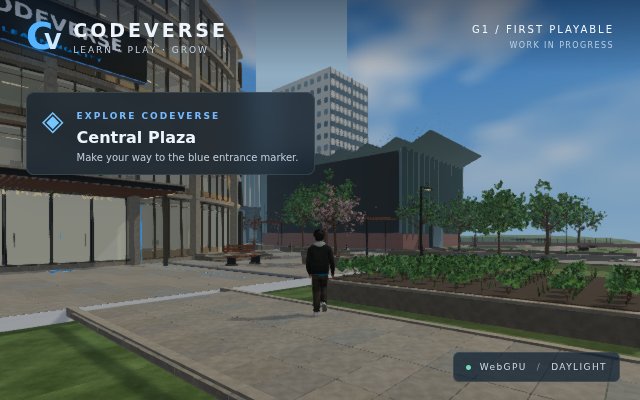 CODEVERSE
LEARN · PLAY · GROW
G1 / FIRST PLAYABLE
WORK IN PROGRESS
CODEVERSE
EXPLORE CODEVERSE
Central Plaza
Make your way to the blue entrance marker.
WebGPU / DAYLIGHT